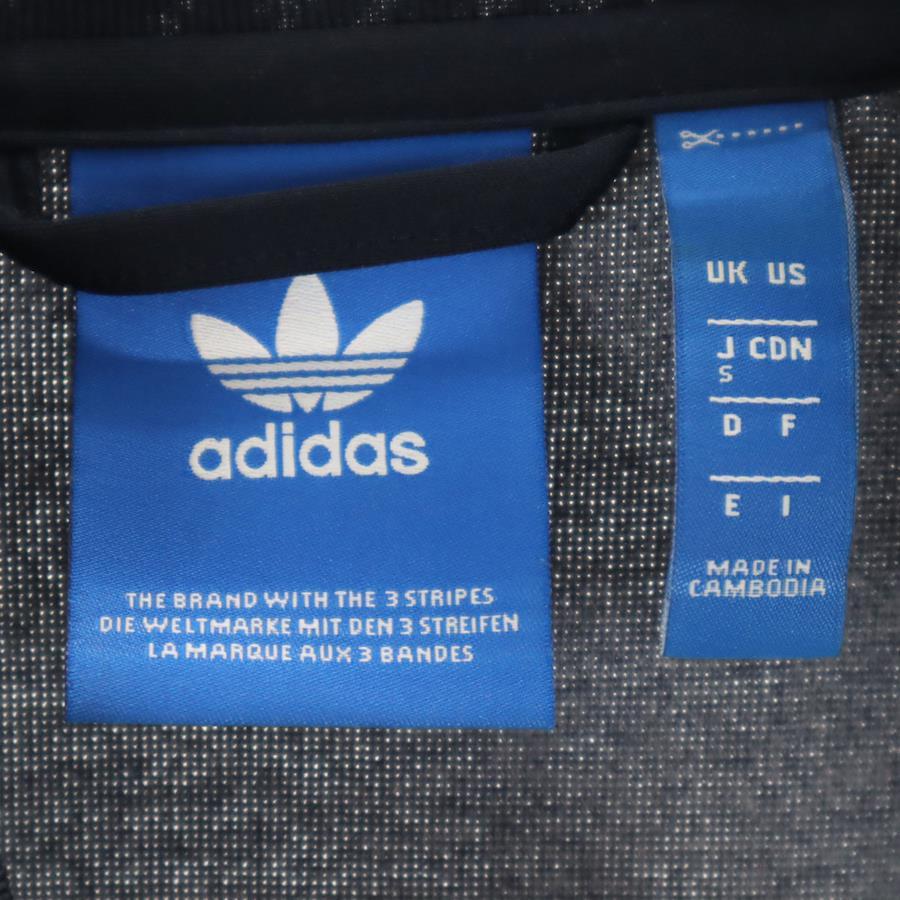 adidas
THE BRAND WITH THE 3 STRIPES
DIE WELTMARKE MIT DEN 3 STREIFEN
LA MARQUE AUX 3 BANDES
UK US
J CDN
S
D F
E I
MADE IN
CAMBODIA